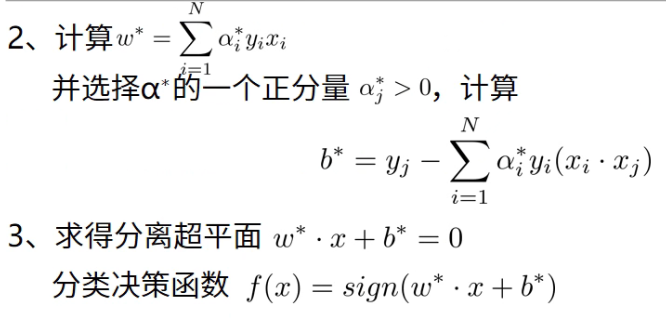 2、计算 $w^* = \sum_{i=1}^{N} \alpha_i^* y_i x_i$
并选择α*的一个正分量 $\alpha_j^* > 0$，计算
$b^* = y_j - \sum_{i=1}^{N} \alpha_i^* y_i (x_i \cdot x_j)$
3、求得分离超平面 $w^* \cdot x + b^* = 0$
分类决策函数 $f(x) = sign(w^* \cdot x + b^*)$